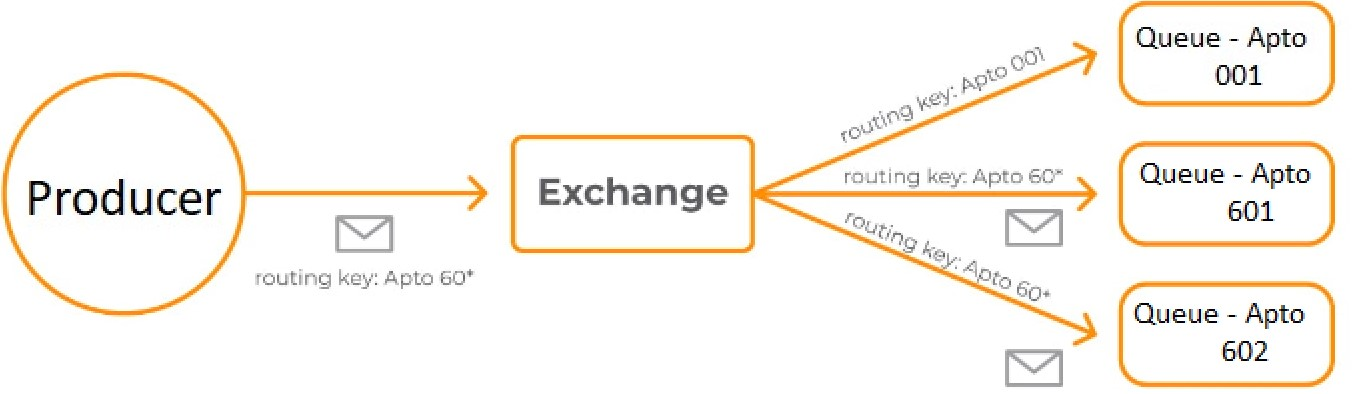 Producer
routing key: Apto 60*
Exchange
routing key: Apto 001
routing key: Apto 60*
routing key: Apto 60*
Queue - Apto
001
Queue - Apto
601
Queue - Apto
602